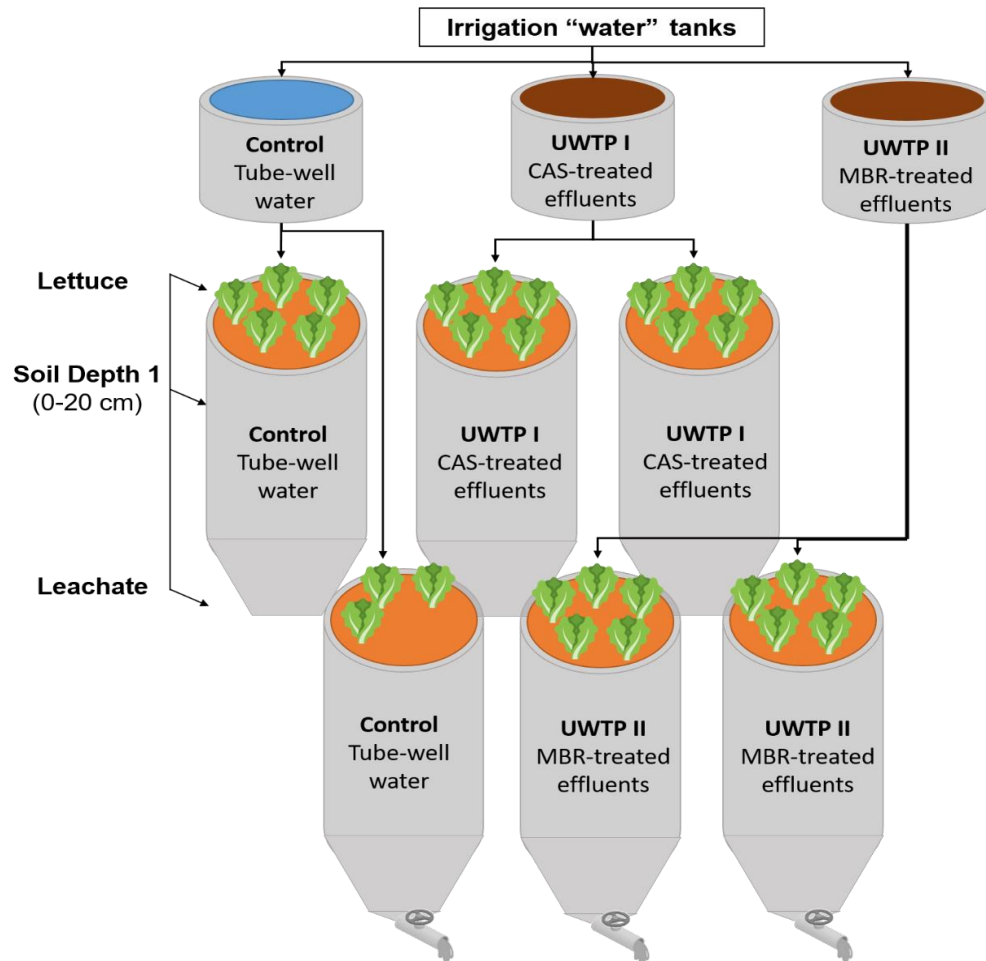 Irrigation “water” tanks
Control
Tube-well
water
UWTP I
CAS-treated
effluents
UWTP II
MBR-treated
effluents
Lettuce
Soil Depth 1
(0-20 cm)
Leachate
Control
Tube-well
water
UWTP I
CAS-treated
effluents
UWTP I
CAS-treated
effluents
Control
Tube-well
water
UWTP II
MBR-treated
effluents
UWTP II
MBR-treated
effluents